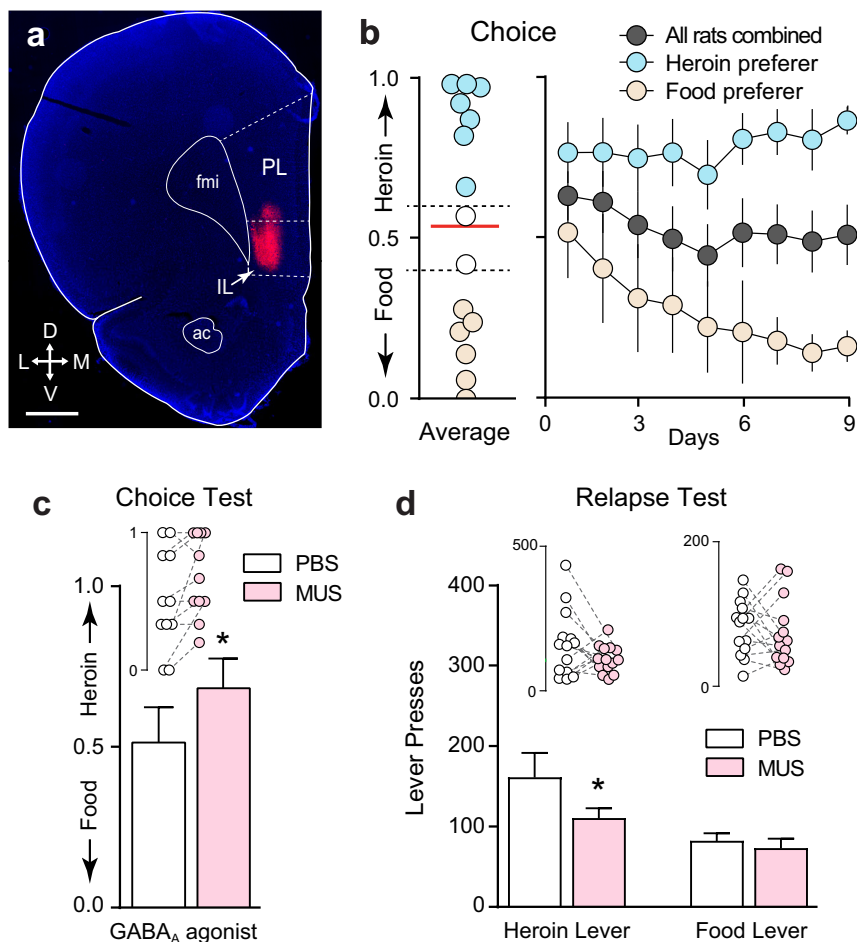 a
PL
fmi
IL
ac
D
L M
V
b
Choice
All rats combined
Heroin preferer
Food preferer
1.0
0.5
0.0
Heroin
Food
Average
0 3 6 9
Days
c
Choice Test
1
0
PBS
MUS
1.0
0.5
0.0
Heroin
Food
*
GABAA agonist
d
Relapse Test
500
0
200
0
PBS
MUS
400
300
200
100
0
Lever Presses
*
Heroin Lever Food Lever